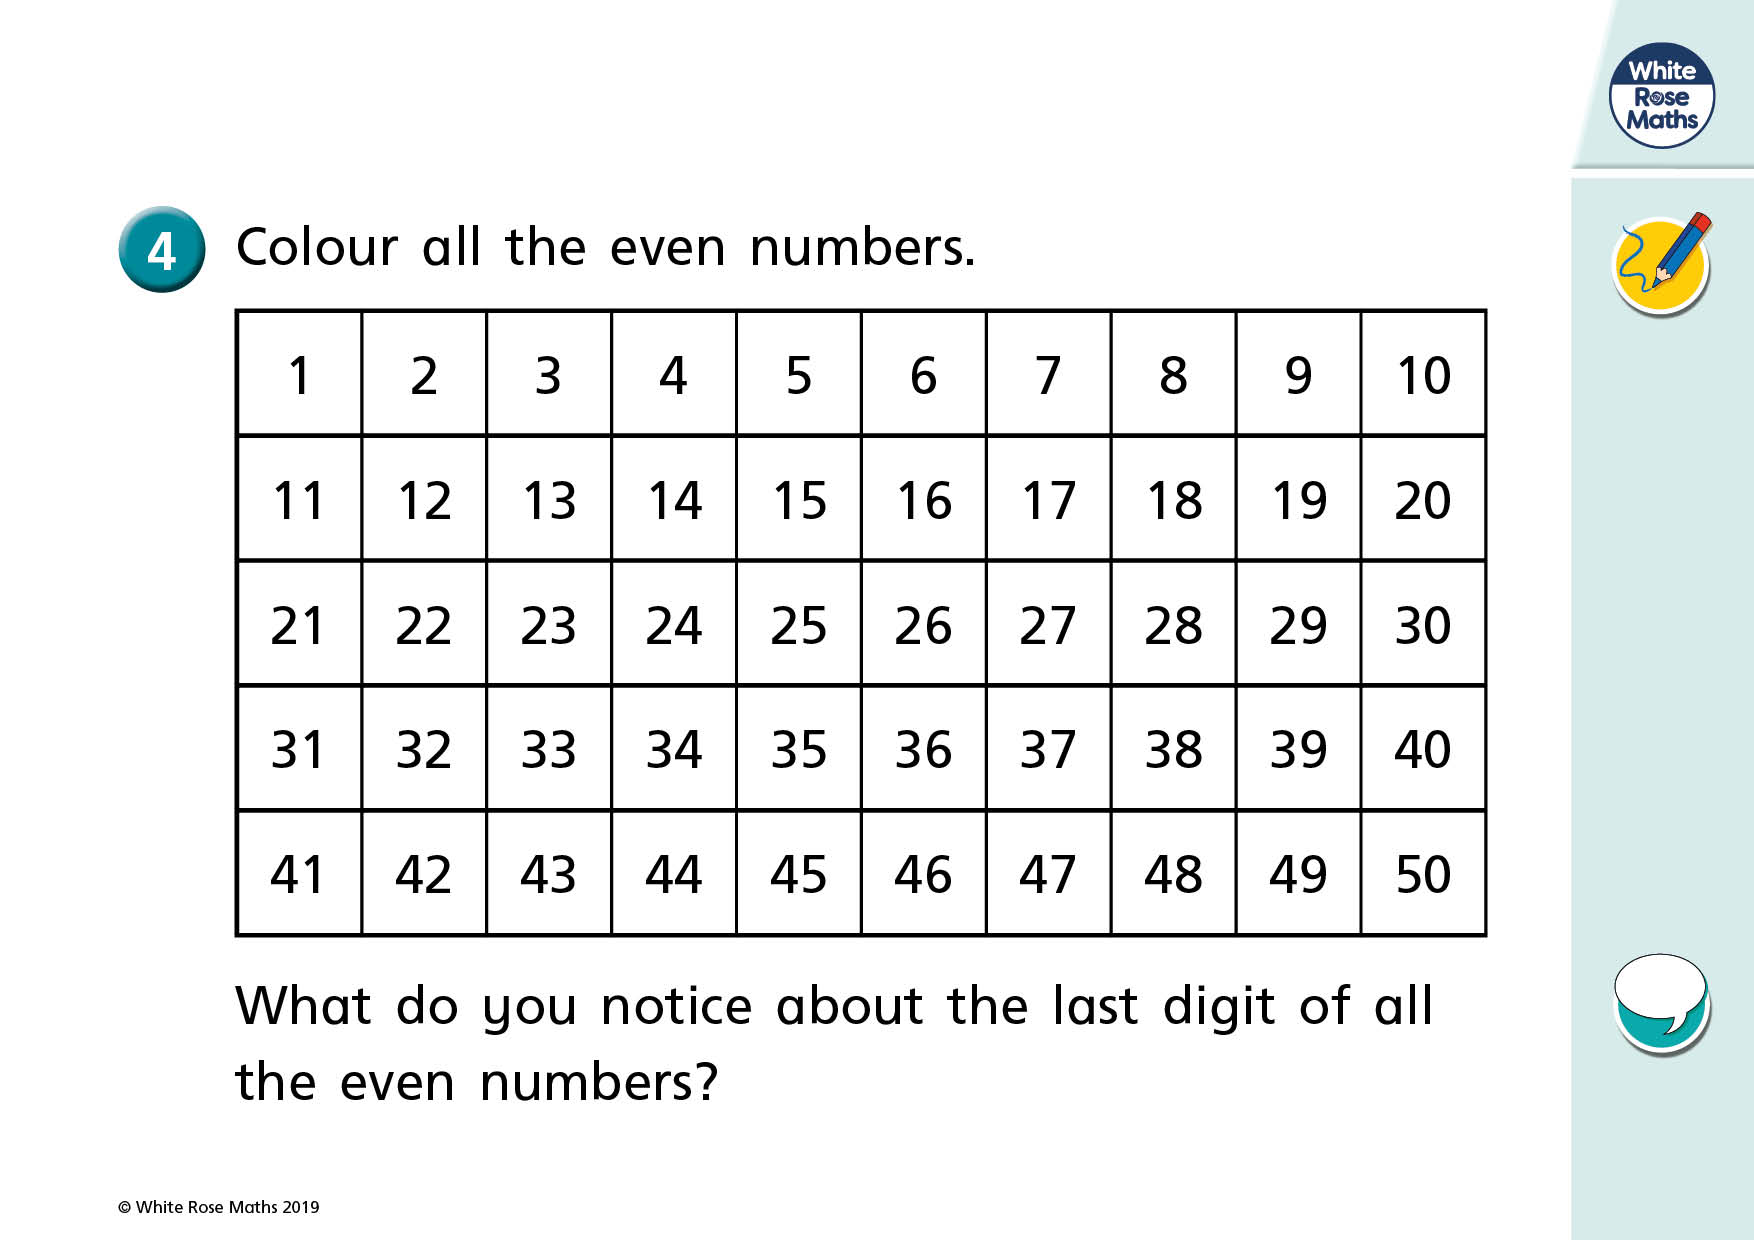 White
Rose
Maths
4 Colour all the even numbers.
1 2 3 4 5 6 7 8 9 10
11 12 13 14 15 16 17 18 19 20
21 22 23 24 25 26 27 28 29 30
31 32 33 34 35 36 37 38 39 40
41 42 43 44 45 46 47 48 49 50
What do you notice about the last digit of all
the even numbers?
© White Rose Maths 2019